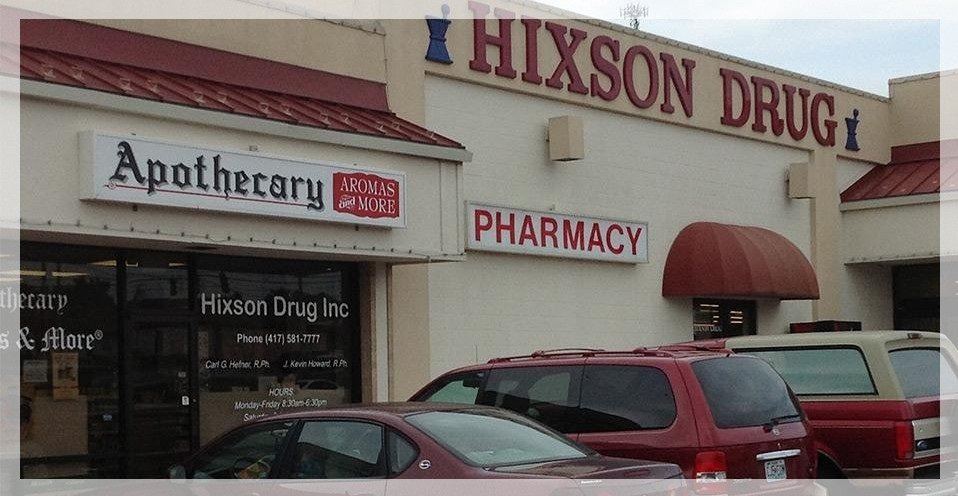 HIXSON DRUG
Apothecary
AROMAS
and MORE
PHARMACY
thecary
s & More®
Hixson Drug Inc
Phone (417) 581-7777
Carl G. Hefner, R.Ph. J. Kevin Howard, R.Ph.
HOURS:
Monday-Friday 8:30am-6:30pm